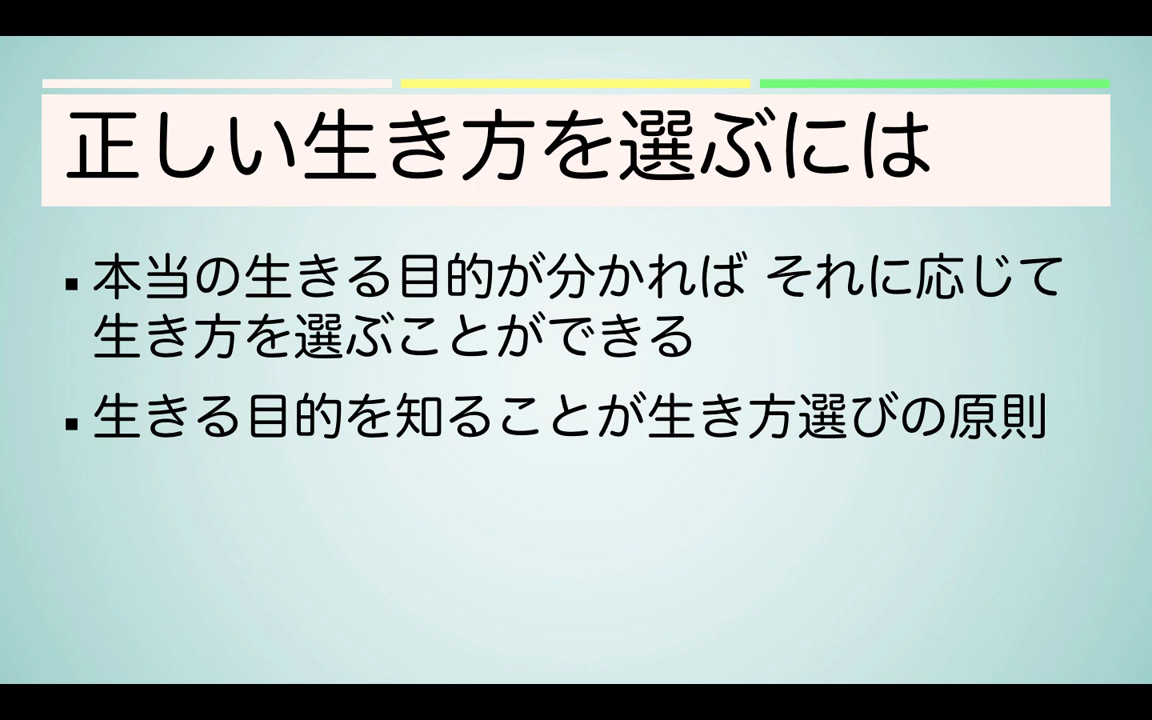 正しい生き方を選ぶには
▪ 本当の生きる目的が分かれば それに応じて
生き方を選ぶことができる
▪ 生きる目的を知ることが生き方選びの原則